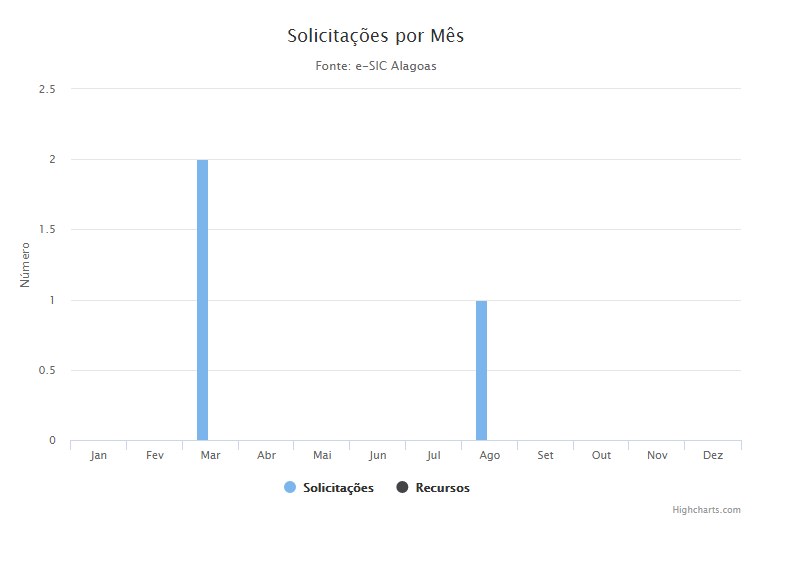 Solicitações por Mês
Fonte: e-SIC Alagoas
2.5
2
1.5
1
0.5
0
Número
Jan Fev Mar Abr Mai Jun Jul Ago Set Out Nov Dez
Solicitações Recursos
Highcharts.com